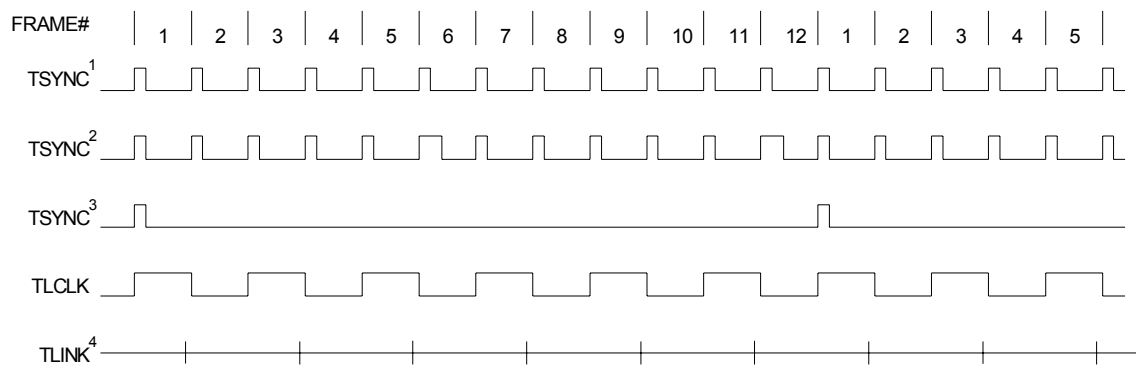 FRAME# 1 2 3 4 5 6 7 8 9 10 11 12 1 2 3 4 5
TSYNC1
TSYNC2
TSYNC3
TLCLK
TLINK4